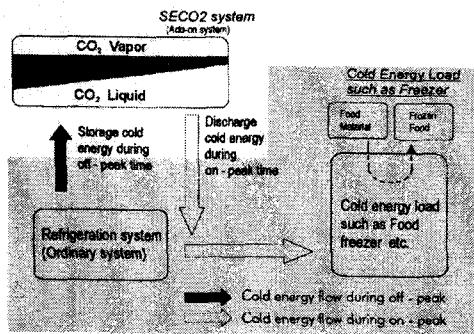 SECO2 system
(Add-on system)
CO2 Vapor
CO2 Liquid
Storage cold
energy during
off - peak time
Discharge
cold energy
during
on - peak time
Cold Energy Load
such as Freezer
Food
Material
Frozen
Food
Cold energy load
such as Food
freezer etc.
Refrigeration system
(Ordinary system)
Cold energy flow during off - peak
Cold energy flow during on - peak